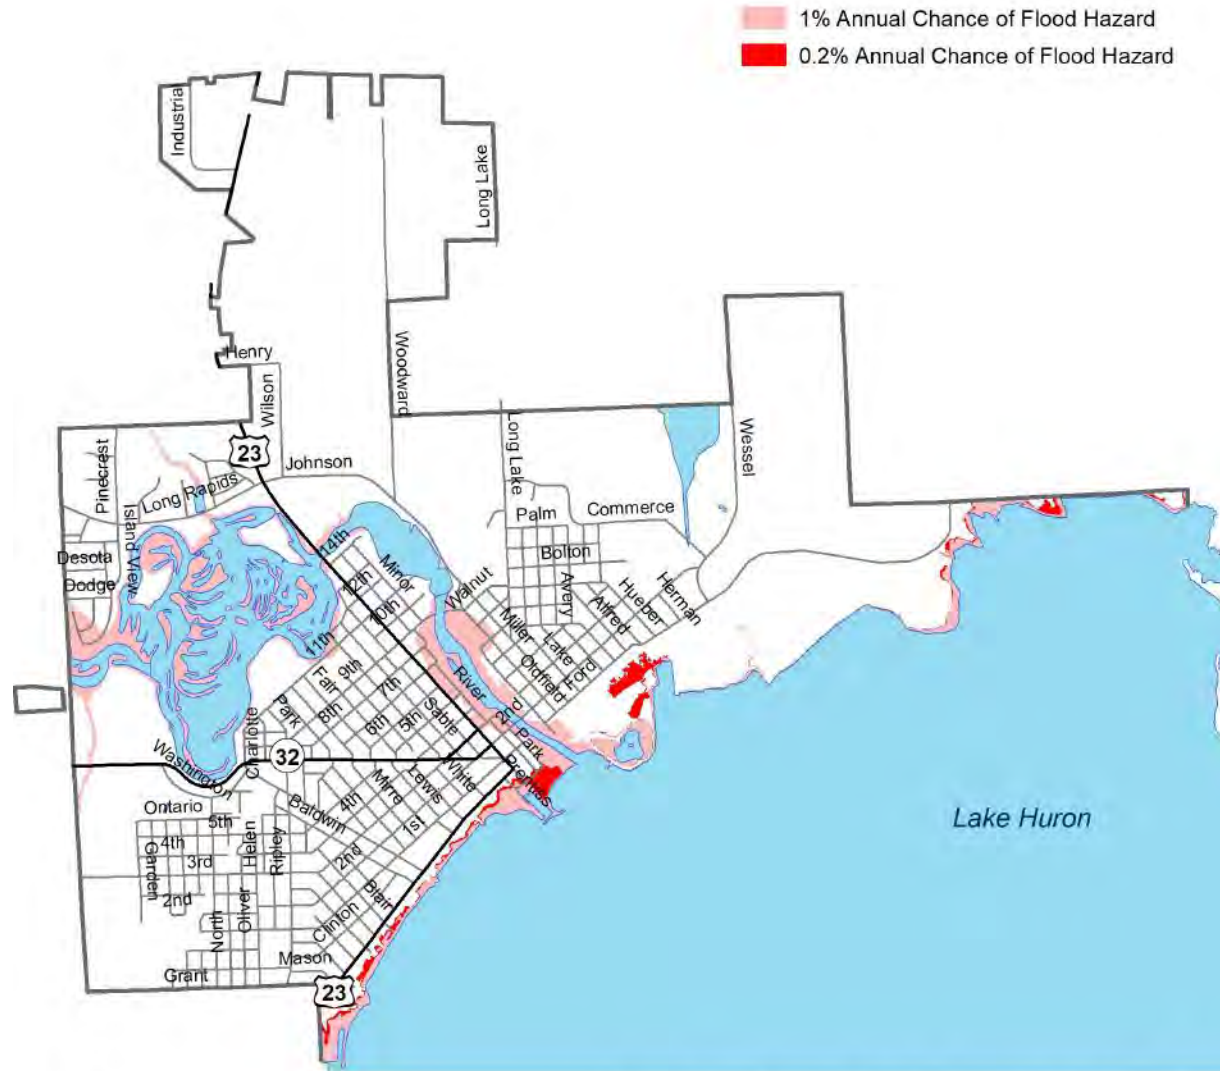 1% Annual Chance of Flood Hazard
0.2% Annual Chance of Flood Hazard
Industrial
Long Lake
Henry
Woodward
Wilson
23
Long Lake
Wessel
Pinecrest
Johnson
Long Rapids
Island View
Palm
Commerce
14th
Desota
Bolton
Dodge
12th
Minor
Walnut
Avery
Hueber
Herman
10th
Alfred
11th
Miller
Lake
9th
Fair
Oldfield
Ford
River
7th
Park
8th
Sable
2nd
6th
5th
Charlotte
32
Park
Washington
White
Prentiss
Lewis
Mirre
4th
Ontario
Baldwin
5th
1st
Lake Huron
4th
Helen
Ripley
3rd
Garden
2nd
2nd
Blair
North
Oliver
Clinton
Mason
Grant
23